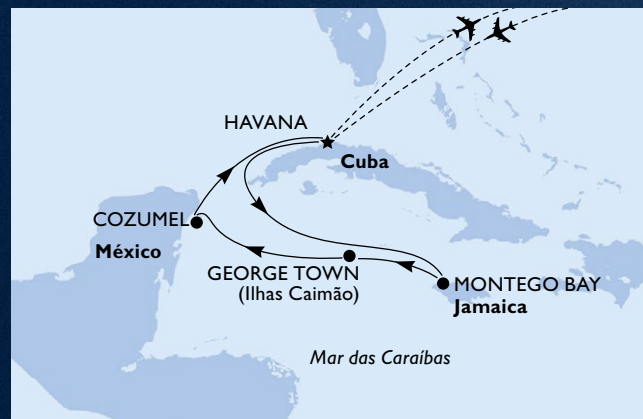 HAVANA
Cuba
COZUMEL
México
GEORGE TOWN
(Ilhas Caimão)
MONTEGO BAY
Jamaica
Mar das Caraíbas